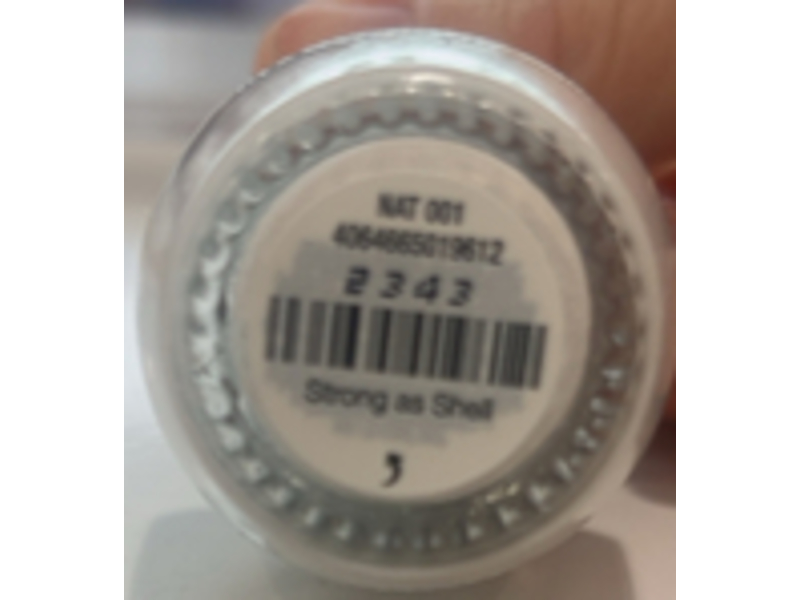 NAT 001
4064665019612
2343
Strong as Shell